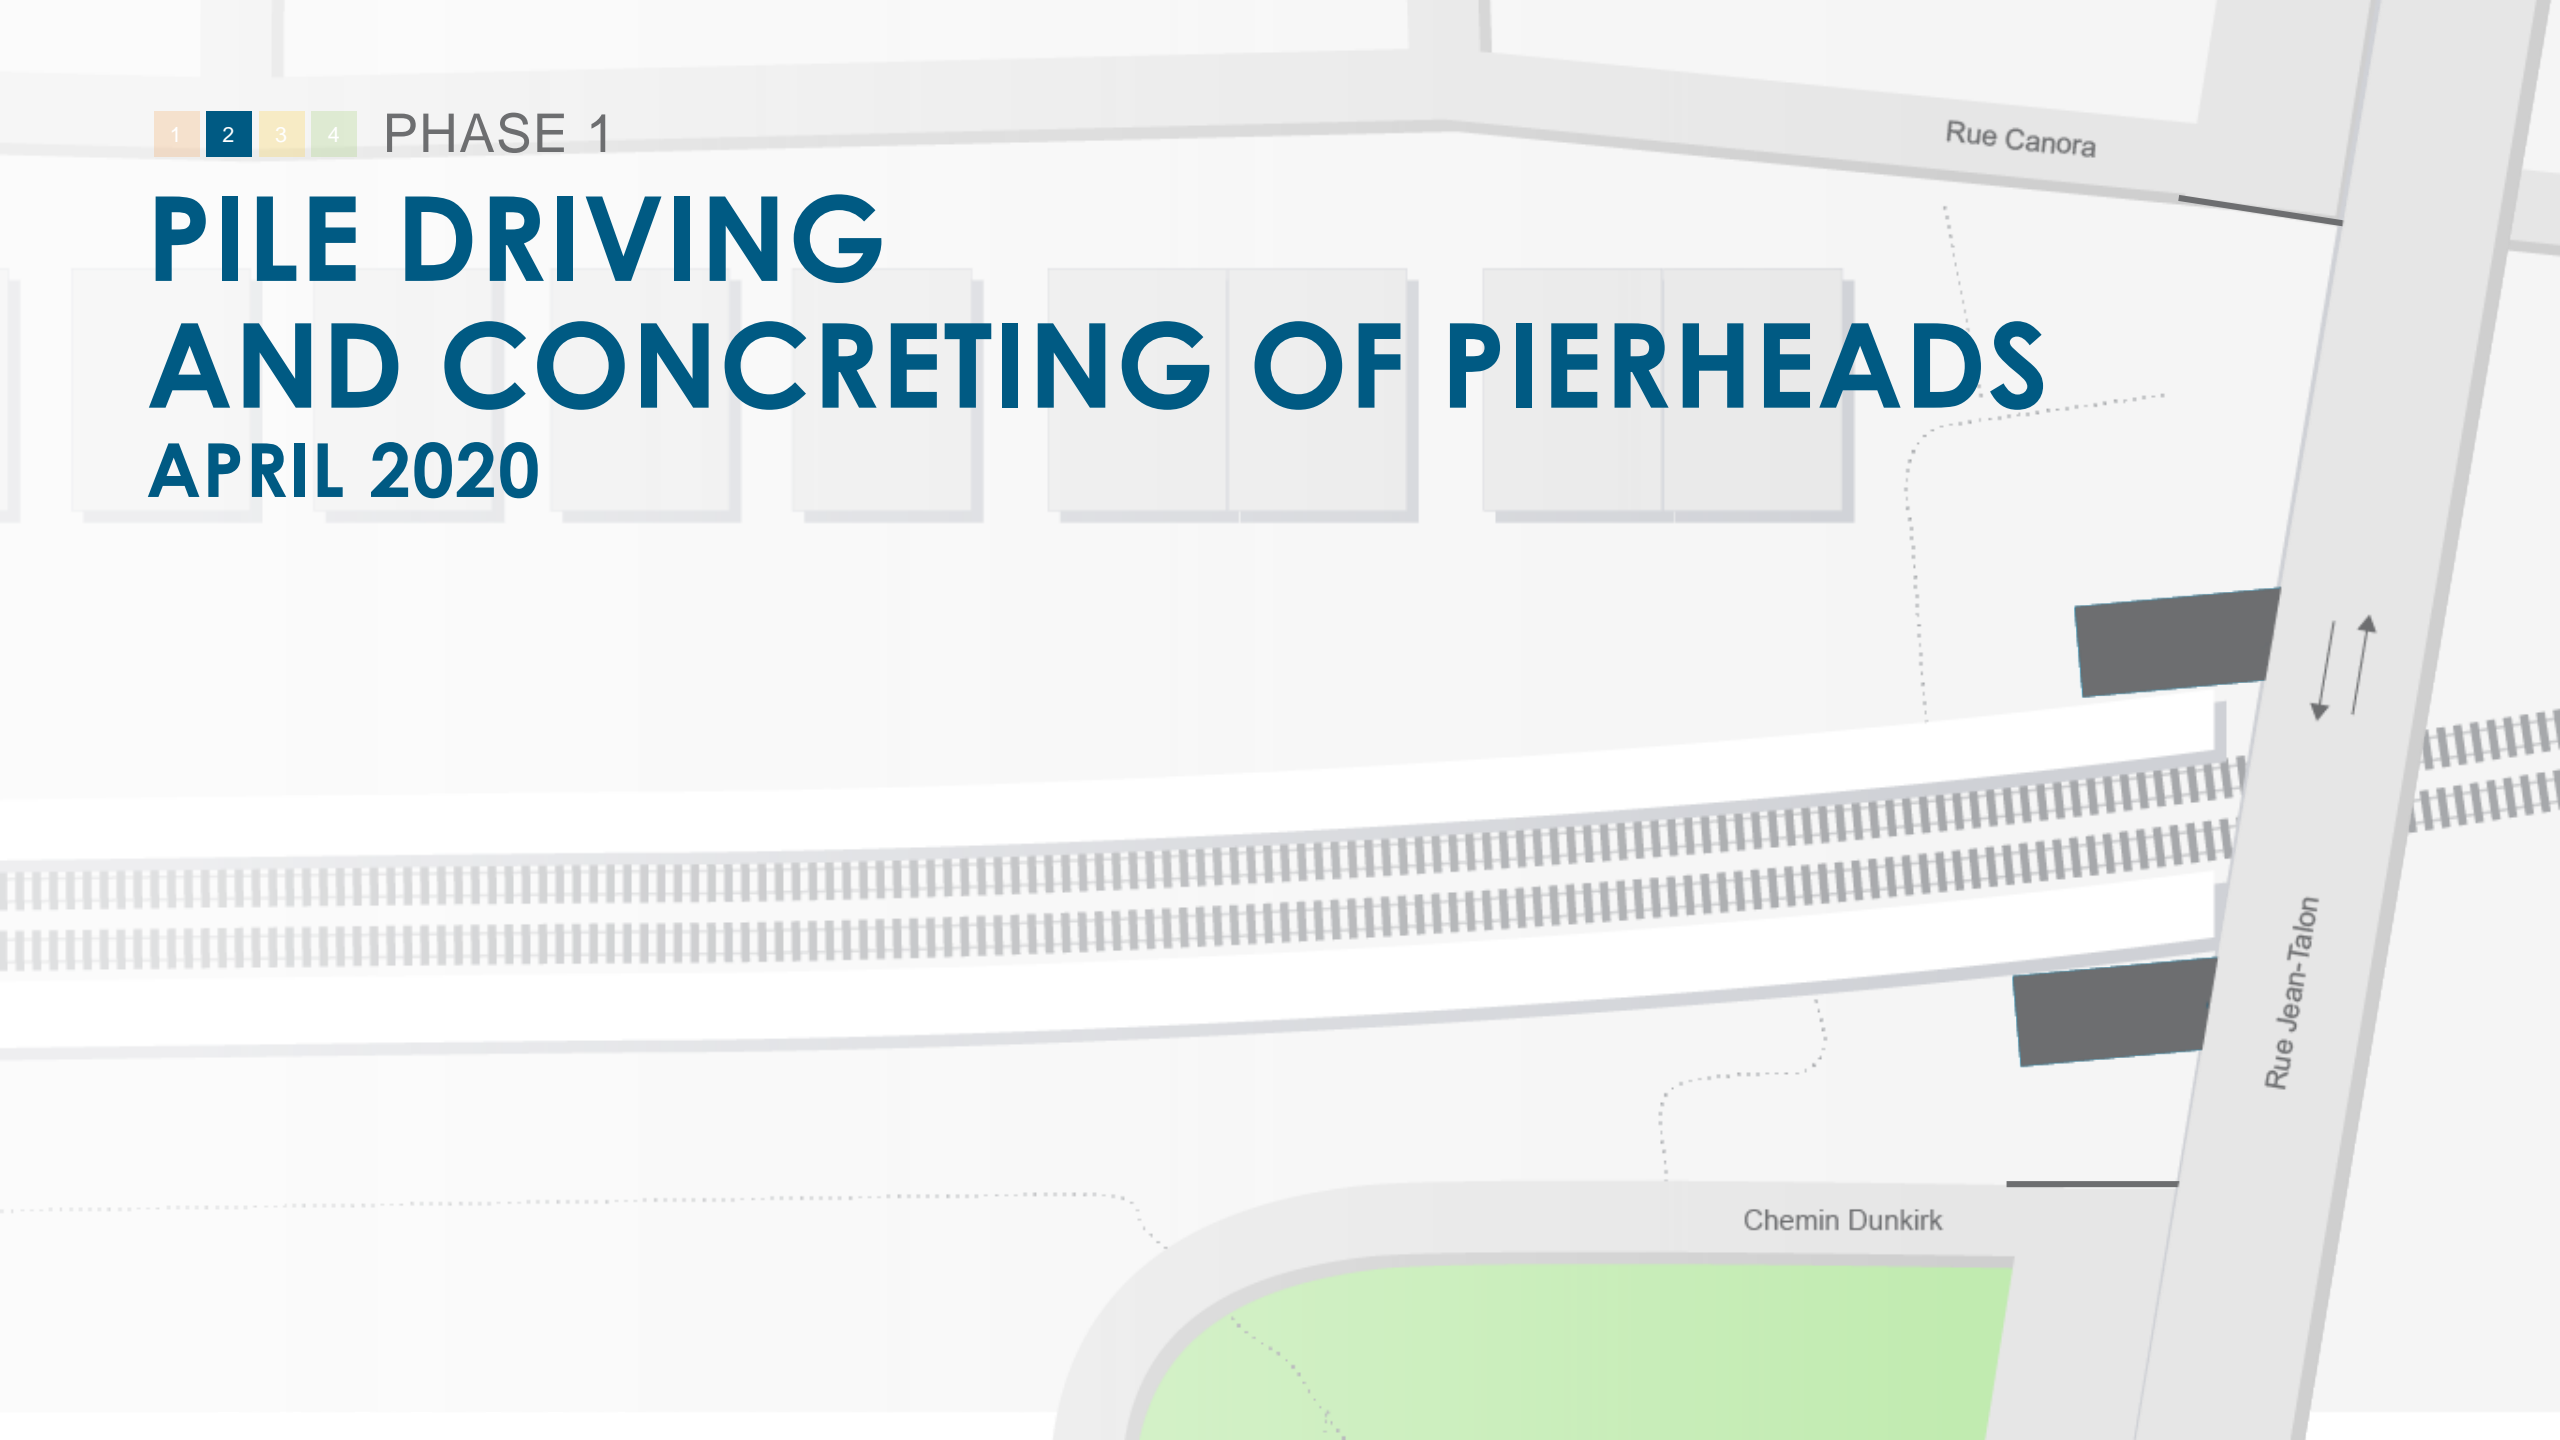 1 2 3 4 PHASE 1
PILE DRIVING
AND CONCRETING OF PIERHEADS
APRIL 2020
Rue Canora
Rue Jean-Talon
Chemin Dunkirk